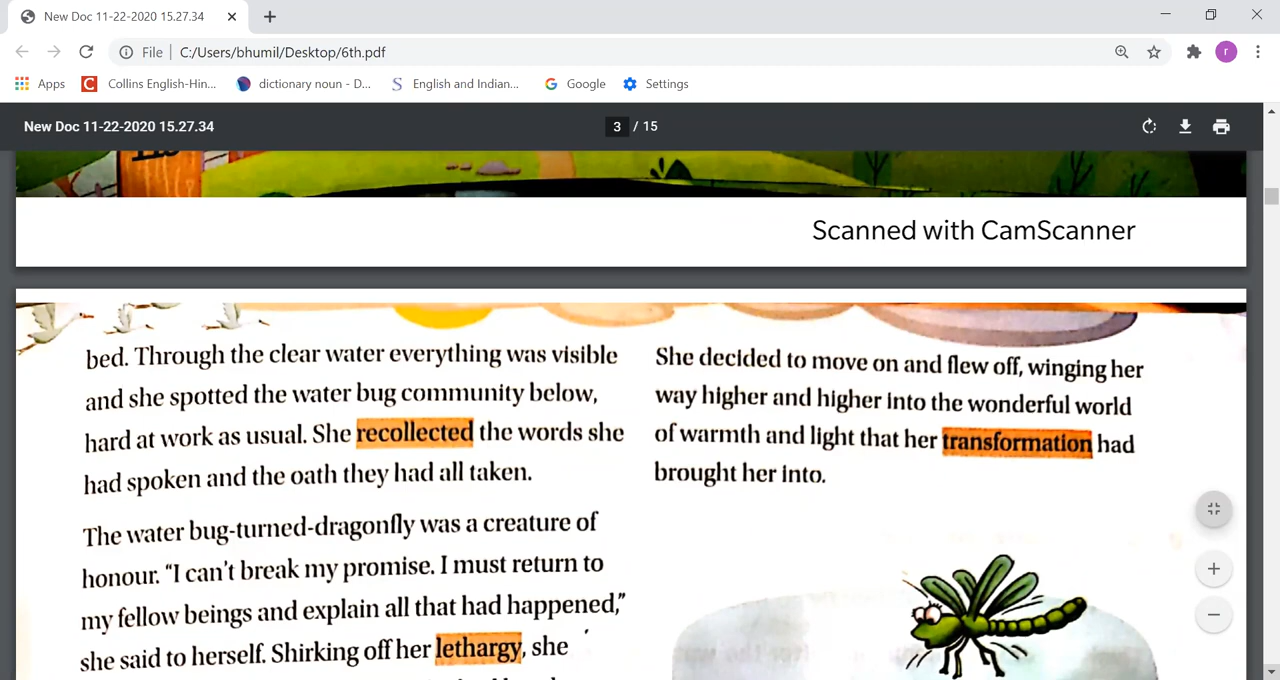 New Doc 11-22-2020 15.27.34
File | C:/Users/bhumil/Desktop/6th.pdf
r
Apps
Collins English-Hin...
dictionary noun - D...
English and Indian...
Google
Settings
New Doc 11-22-2020 15.27.34
3 / 15
Scanned with CamScanner
bed. Through the clear water everything was visible
and she spotted the water bug community below,
hard at work as usual. She recollected the words she
had spoken and the oath they had all taken.
The water bug-turned-dragonfly was a creature of
honour. “I can’t break my promise. I must return to
my fellow beings and explain all that had happened,”
she said to herself. Shirking off her lethargy, she
She decided to move on and flew off, winging her
way higher and higher into the wonderful world
of warmth and light that her transformation had
brought her into.